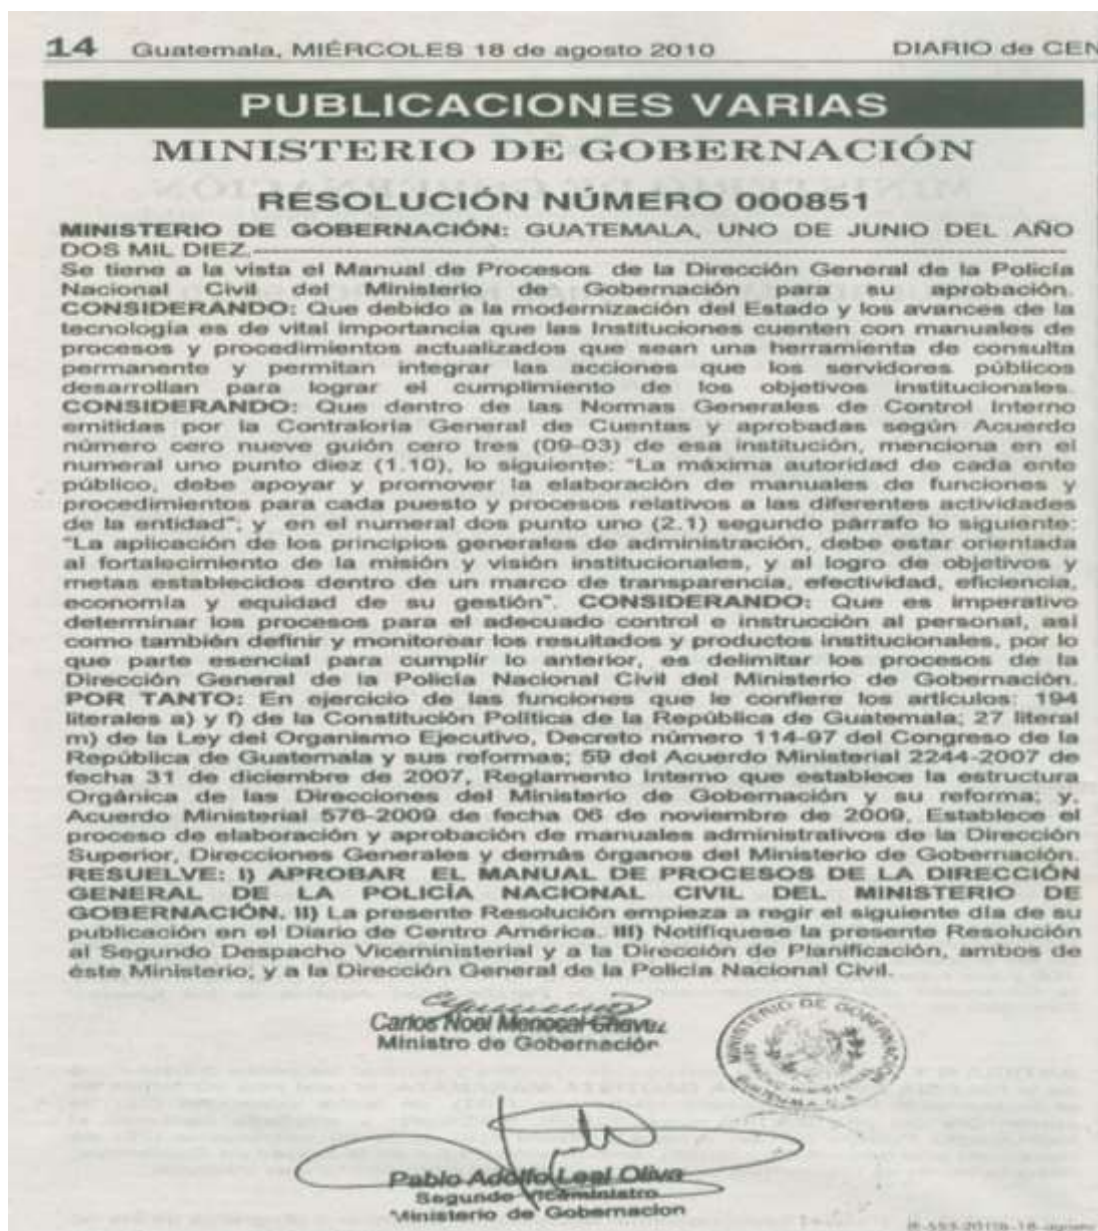 14 Guatemala, MIÉRCOLES 18 de agosto 2010 DIARIO de CEN
PUBLICACIONES VARIAS
MINISTERIO DE GOBERNACIÓN
RESOLUCIÓN NÚMERO 000851
MINISTERIO DE GOBERNACIÓN: GUATEMALA, UNO DE JUNIO DEL AÑO
DOS MIL DIEZ.
Se tiene a la vista el Manual de Procesos de la Dirección General de la Policía
Nacional Civil del Ministerio de Gobernación para su aprobación.
CONSIDERANDO: Que debido a la modernización del Estado y los avances de la
tecnología es de vital importancia que las Instituciones cuenten con manuales de
procesos y procedimientos actualizados que sean una herramienta de consulta
permanente y permitan integrar las acciones que los servidores públicos
desarrollan para lograr el cumplimiento de los objetivos institucionales.
CONSIDERANDO: Que dentro de las Normas Generales de Control Interno
emitidas por la Contraloría General de Cuentas y aprobadas según Acuerdo
número cero nueve guión cero tres (09-03) de esa institución, menciona en el
numeral uno punto diez (1.10), lo siguiente: "La máxima autoridad de cada ente
público, debe apoyar y promover la elaboración de manuales de funciones y
procedimientos para cada puesto y procesos relativos a las diferentes actividades
de la entidad"; y en el numeral dos punto uno (2.1) segundo párrafo lo siguiente:
"La aplicación de los principios generales de administración, debe estar orientada
al fortalecimiento de la misión y visión institucionales, y al logro de objetivos y
metas establecidos dentro de un marco de transparencia, efectividad, eficiencia,
economía y equidad de su gestión". CONSIDERANDO: Que es imperativo
determinar los procesos para el adecuado control e instrucción al personal, así
como también definir y monitorear los resultados y productos institucionales, por lo
que parte esencial para cumplir lo anterior, es delimitar los procesos de la
Dirección General de la Policía Nacional Civil del Ministerio de Gobernación.
POR TANTO: En ejercicio de las funciones que le confiere los artículos: 194
literales a) y f) de la Constitución Política de la República de Guatemala; 27 literal
m) de la Ley del Organismo Ejecutivo, Decreto número 114-97 del Congreso de la
República de Guatemala y sus reformas; 59 del Acuerdo Ministerial 2244-2007 de
fecha 31 de diciembre de 2007, Reglamento Interno que establece la estructura
Orgánica de las Direcciones del Ministerio de Gobernación y su reforma; y,
Acuerdo Ministerial 576-2009 de fecha 06 de noviembre de 2009, Establece el
proceso de elaboración y aprobación de manuales administrativos de la Dirección
Superior, Direcciones Generales y demás órganos del Ministerio de Gobernación.
RESUELVE: I) APROBAR EL MANUAL DE PROCESOS DE LA DIRECCIÓN
GENERAL DE LA POLICÍA NACIONAL CIVIL DEL MINISTERIO DE
GOBERNACIÓN. II) La presente Resolución empieza a regir el siguiente día de su
publicación en el Diario de Centro América. III) Notifíquese la presente Resolución
al Segundo Despacho Viceministerial y a la Dirección de Planificación, ambos de
éste Ministerio; y a la Dirección General de la Policía Nacional Civil.
Carlos Noel Menocal Chavez
Ministro de Gobernación
MINISTERIO DE GOBERNACIÓN
Pablo Adolfo Leal Oliva
Segundo Viceministro
Ministerio de Gobernacion